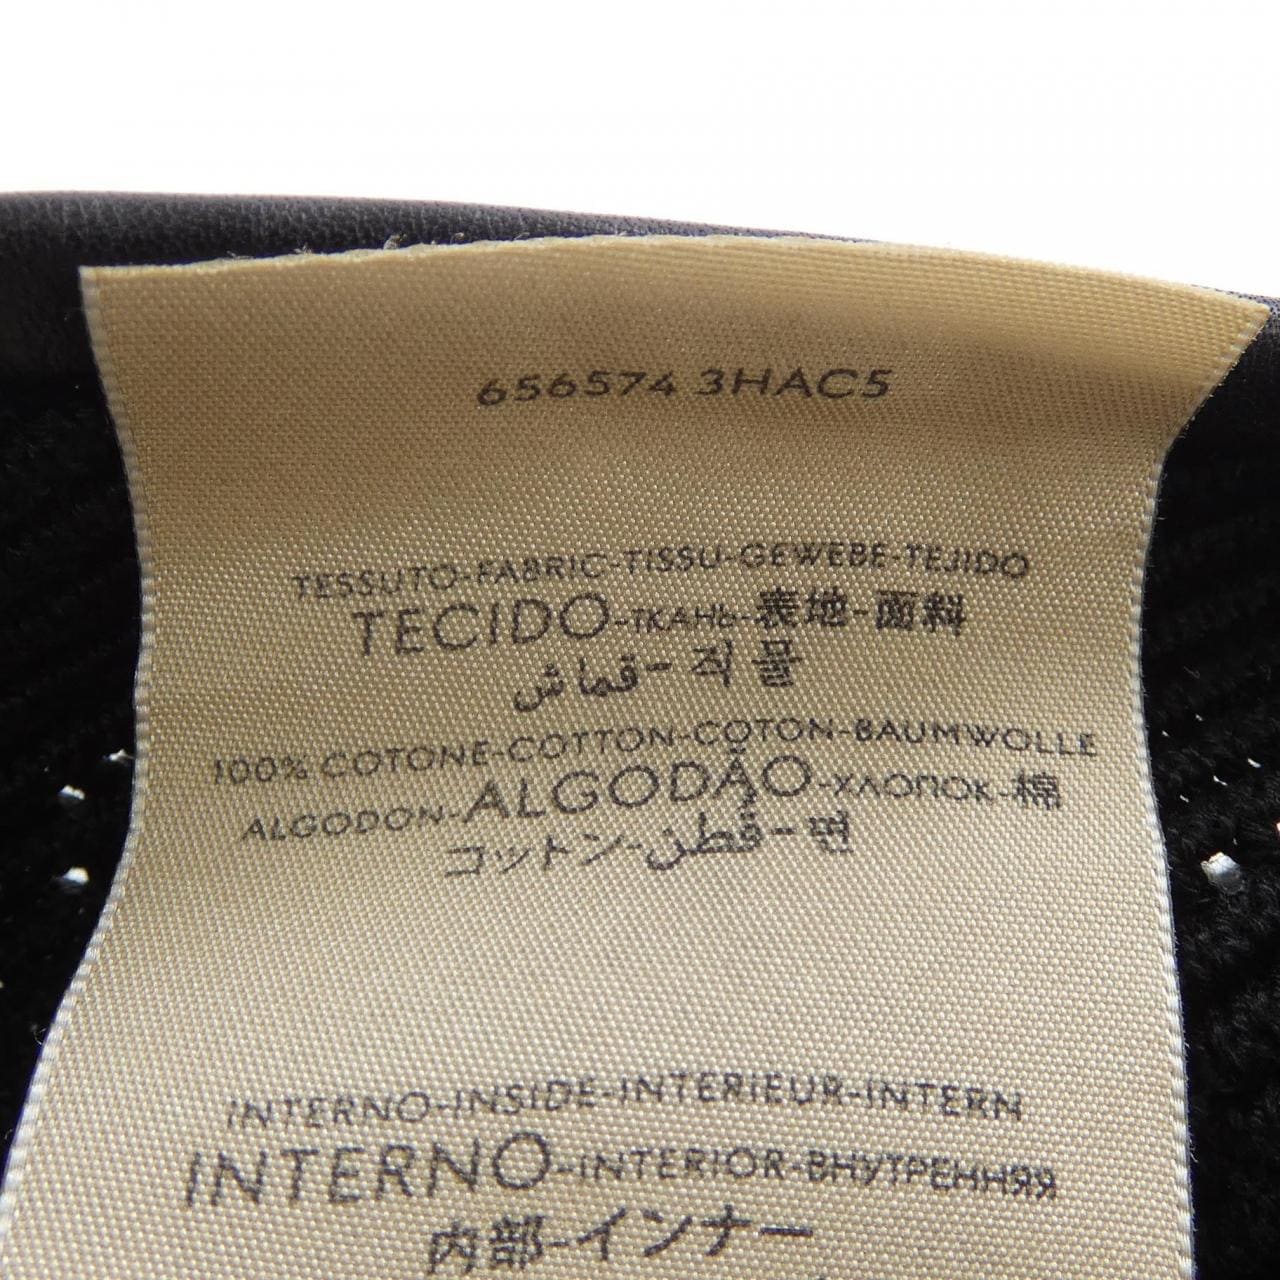 656574 3HAC5
TESSUTO-FABRIC-TISSU-GEWEBE-TEJIDO
TECIDO-TKAHb-表地-面料
قماش-직물
100% COTONE-COTTON-COTON-BAUMWOLLE
ALGODON-ALGODÃO-ХЛОПОК-棉
コットン-قطن-면
INTERNO-INSIDE-INTERIEUR-INTERN
INTERNO-INTERIOR-ВНУТРЕННЯЯ
内部-インナー